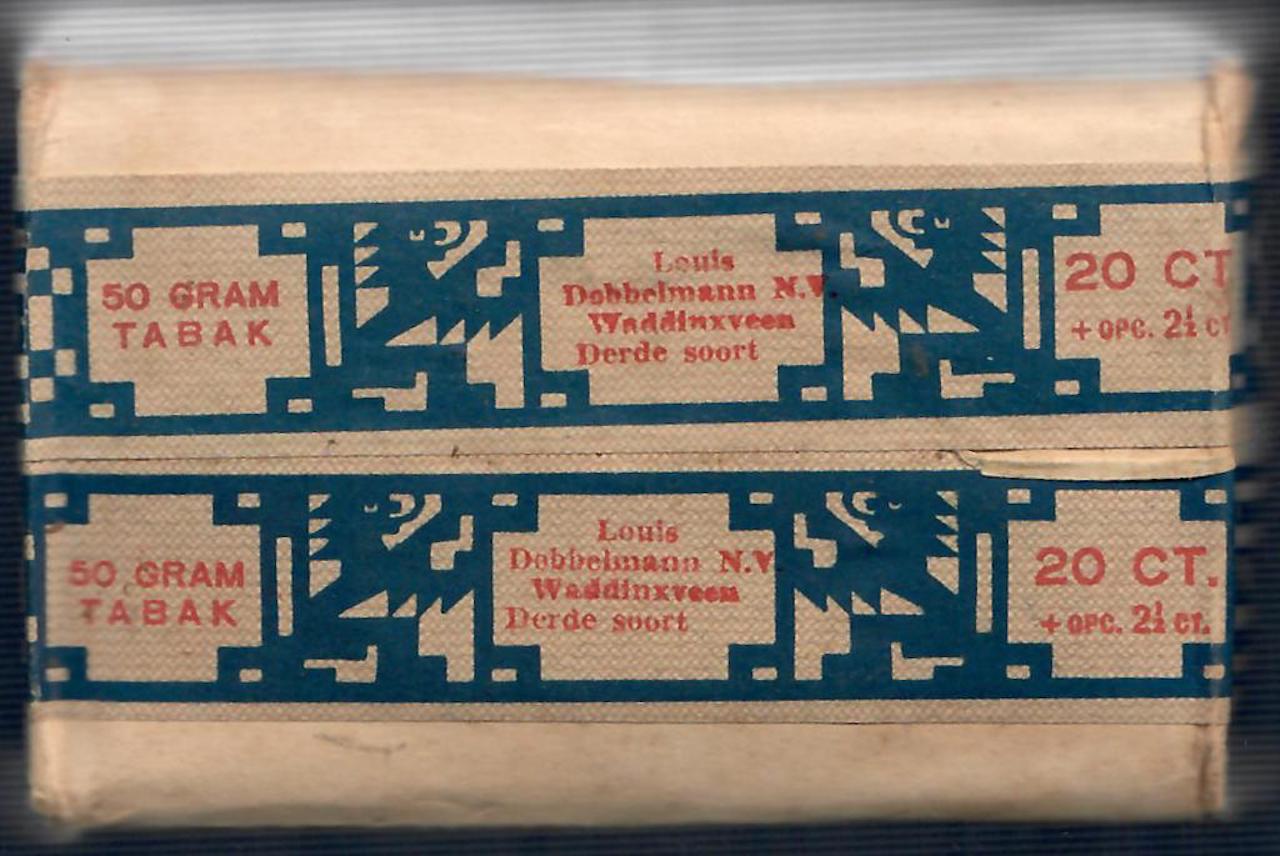 50 GRAM
TABAK
Louis
Dobbelmann N.V.
Waddinxveen
Derde soort
20 CT
+ OPC. 2½ CT
50 GRAM
TABAK
Louis
Dobbelmann N.V.
Waddinxveen
Derde soort
20 CT.
+ OPC. 2½ CT.